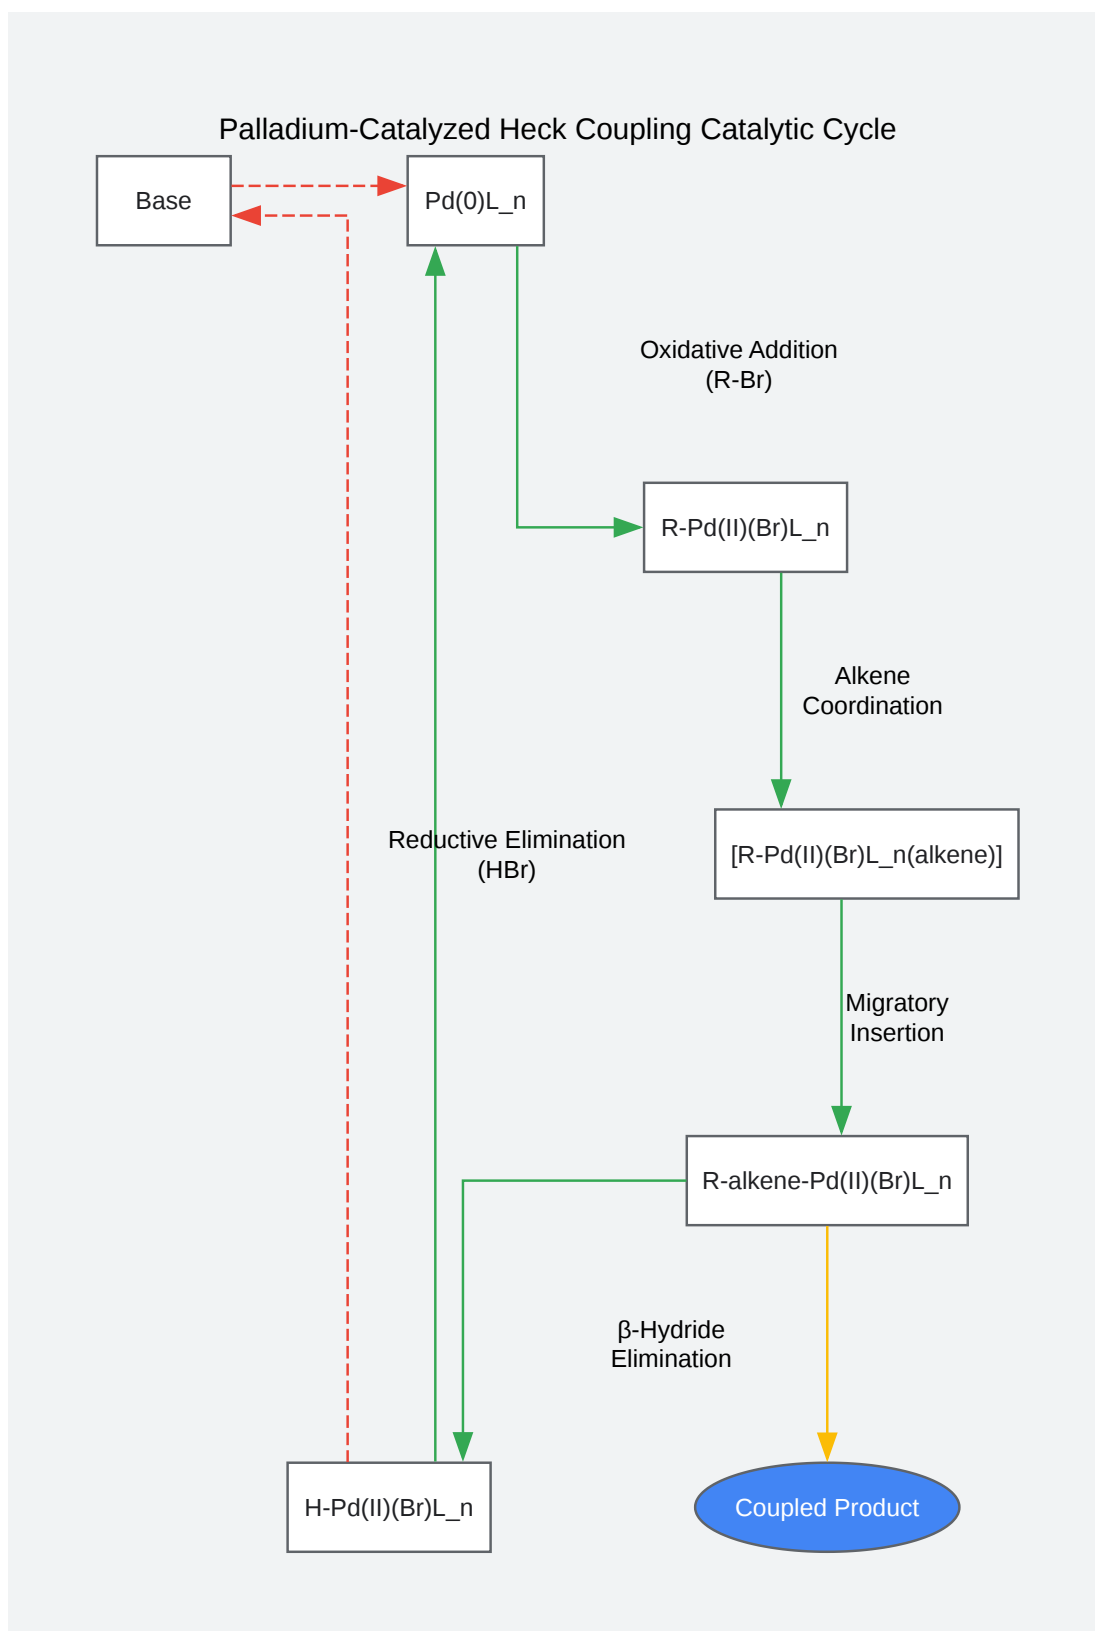 Palladium-Catalyzed Heck Coupling Catalytic Cycle
Base
Pd(0)L_n
Oxidative Addition
(R-Br)
R-Pd(II)(Br)L_n
Alkene
Coordination
Reductive Elimination
(HBr)
[R-Pd(II)(Br)L_n(alkene)]
Migratory
Insertion
R-alkene-Pd(II)(Br)L_n
β-Hydride
Elimination
H-Pd(II)(Br)L_n
Coupled Product